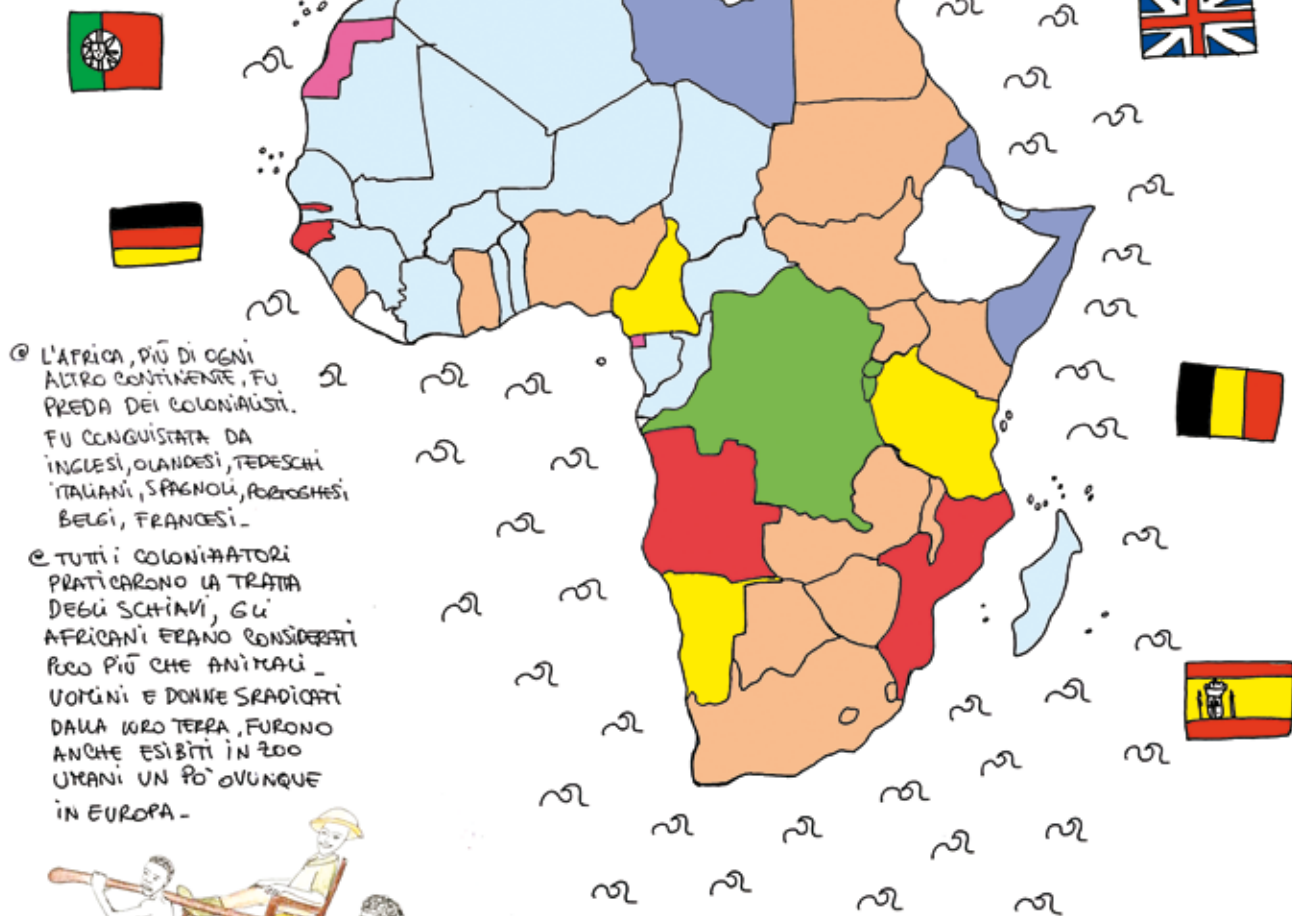 @ L'AFRICA, PIÙ DI OGNI
ALTRO CONTINENTE, FU
PREDA DEI COLONIALISTI.
FU CONQUISTATA DA
INGLESI, OLANDESI, TEDESCHI
ITALIANI, SPAGNOLI, PORTOGHESI
BELGI, FRANCESI_
@ TUTTI I COLONIZZATORI
PRATICARONO LA TRATTA
DEGLI SCHIAVI, GLI
AFRICANI ERANO CONSIDERATI
POCO PIÙ CHE ANIMALI_
UOMINI E DONNE SRADICATI
DALLA LORO TERRA, FURONO
ANCHE ESIBITI IN ZOO
UMANI UN PO' OVUNQUE
IN EUROPA_